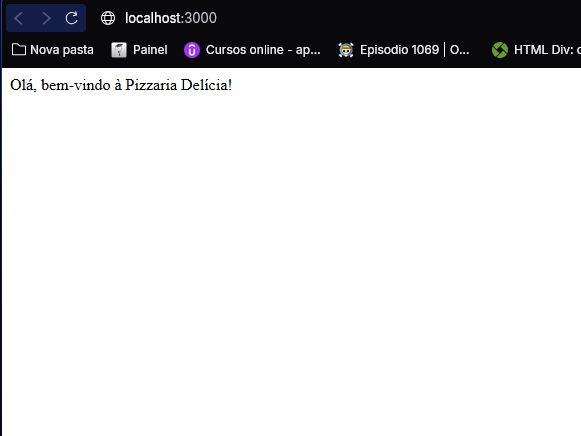 localhost:3000
Nova pasta Painel Cursos online - ap... Episodio 1069 | O... HTML Div:
Olá, bem-vindo à Pizzaria Delícia!